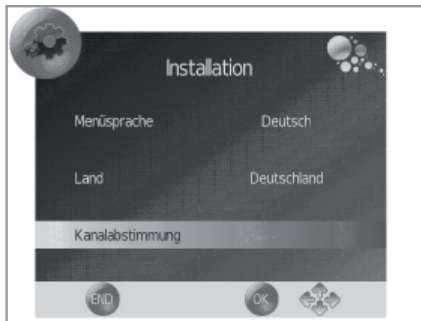 Installation
Menüsprache Deutsch
Land Deutschland
Kanalabstimmung
END OK